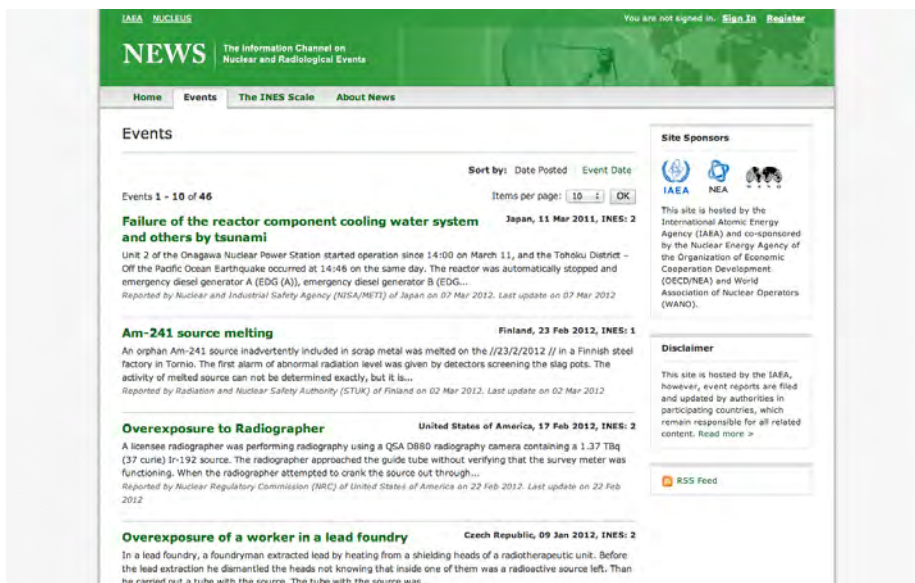 IAEA NUCLEUS
You are not signed in. Sign In Register
NEWS
The Information Channel on
Nuclear and Radiological Events
Home Events The INES Scale About News
Events
Sort by: Date Posted Event Date
Events 1 - 10 of 46
Items per page: 10 OK
Failure of the reactor component cooling water system
and others by tsunami
Japan, 11 Mar 2011, INES: 2
Unit 2 of the Onagawa Nuclear Power Station started operation since 14:00 on March 11, and the Tohoku District –
Off the Pacific Ocean Earthquake occurred at 14:46 on the same day. The reactor was automatically stopped and
emergency diesel generator A (EDG (A)), emergency diesel generator B (EDG...
Reported by Nuclear and Industrial Safety Agency (NISA/METI) of Japan on 07 Mar 2012. Last update on 07 Mar 2012
Am-241 source melting
Finland, 23 Feb 2012, INES: 1
An orphan Am-241 source inadvertently included in scrap metal was melted on the //23/2/2012 // in a Finnish steel
factory in Tornio. The first alarm of abnormal radiation level was given by detectors screening the slag pots. The
activity of melted source can not be determined exactly, but it is...
Reported by Radiation and Nuclear Safety Authority (STUK) of Finland on 02 Mar 2012. Last update on 02 Mar 2012
Overexposure to Radiographer
United States of America, 17 Feb 2012, INES: 2
A licensee radiographer was performing radiography using a QSA D880 radiography camera containing a 1.37 TBq
(37 curie) Ir-192 source. The radiographer approached the guide tube without verifying that the survey meter was
functioning. When the radiographer attempted to crank the source out through...
Reported by Nuclear Regulatory Commission (NRC) of United States of America on 22 Feb 2012. Last update on 22 Feb
2012
Overexposure of a worker in a lead foundry
Czech Republic, 09 Jan 2012, INES: 2
In a lead foundry, a foundryman extracted lead by heating from a shielding heads of a radiotherapeutic unit. Before
the lead extraction he dismantled the heads not knowing that inside one of them was a radioactive source left. Than
he carried out a tube with the source. The tube with the source was
Site Sponsors
IAEA NEA WANO
This site is hosted by the
International Atomic Energy
Agency (IAEA) and co-sponsored
by the Nuclear Energy Agency of
the Organization of Economic
Cooperation Development
(OECD/NEA) and World
Association of Nuclear Operators
(WANO).
Disclaimer
This site is hosted by the IAEA,
however, event reports are filed
and updated by authorities in
participating countries, which
remain responsible for all related
content. Read more >
RSS Feed